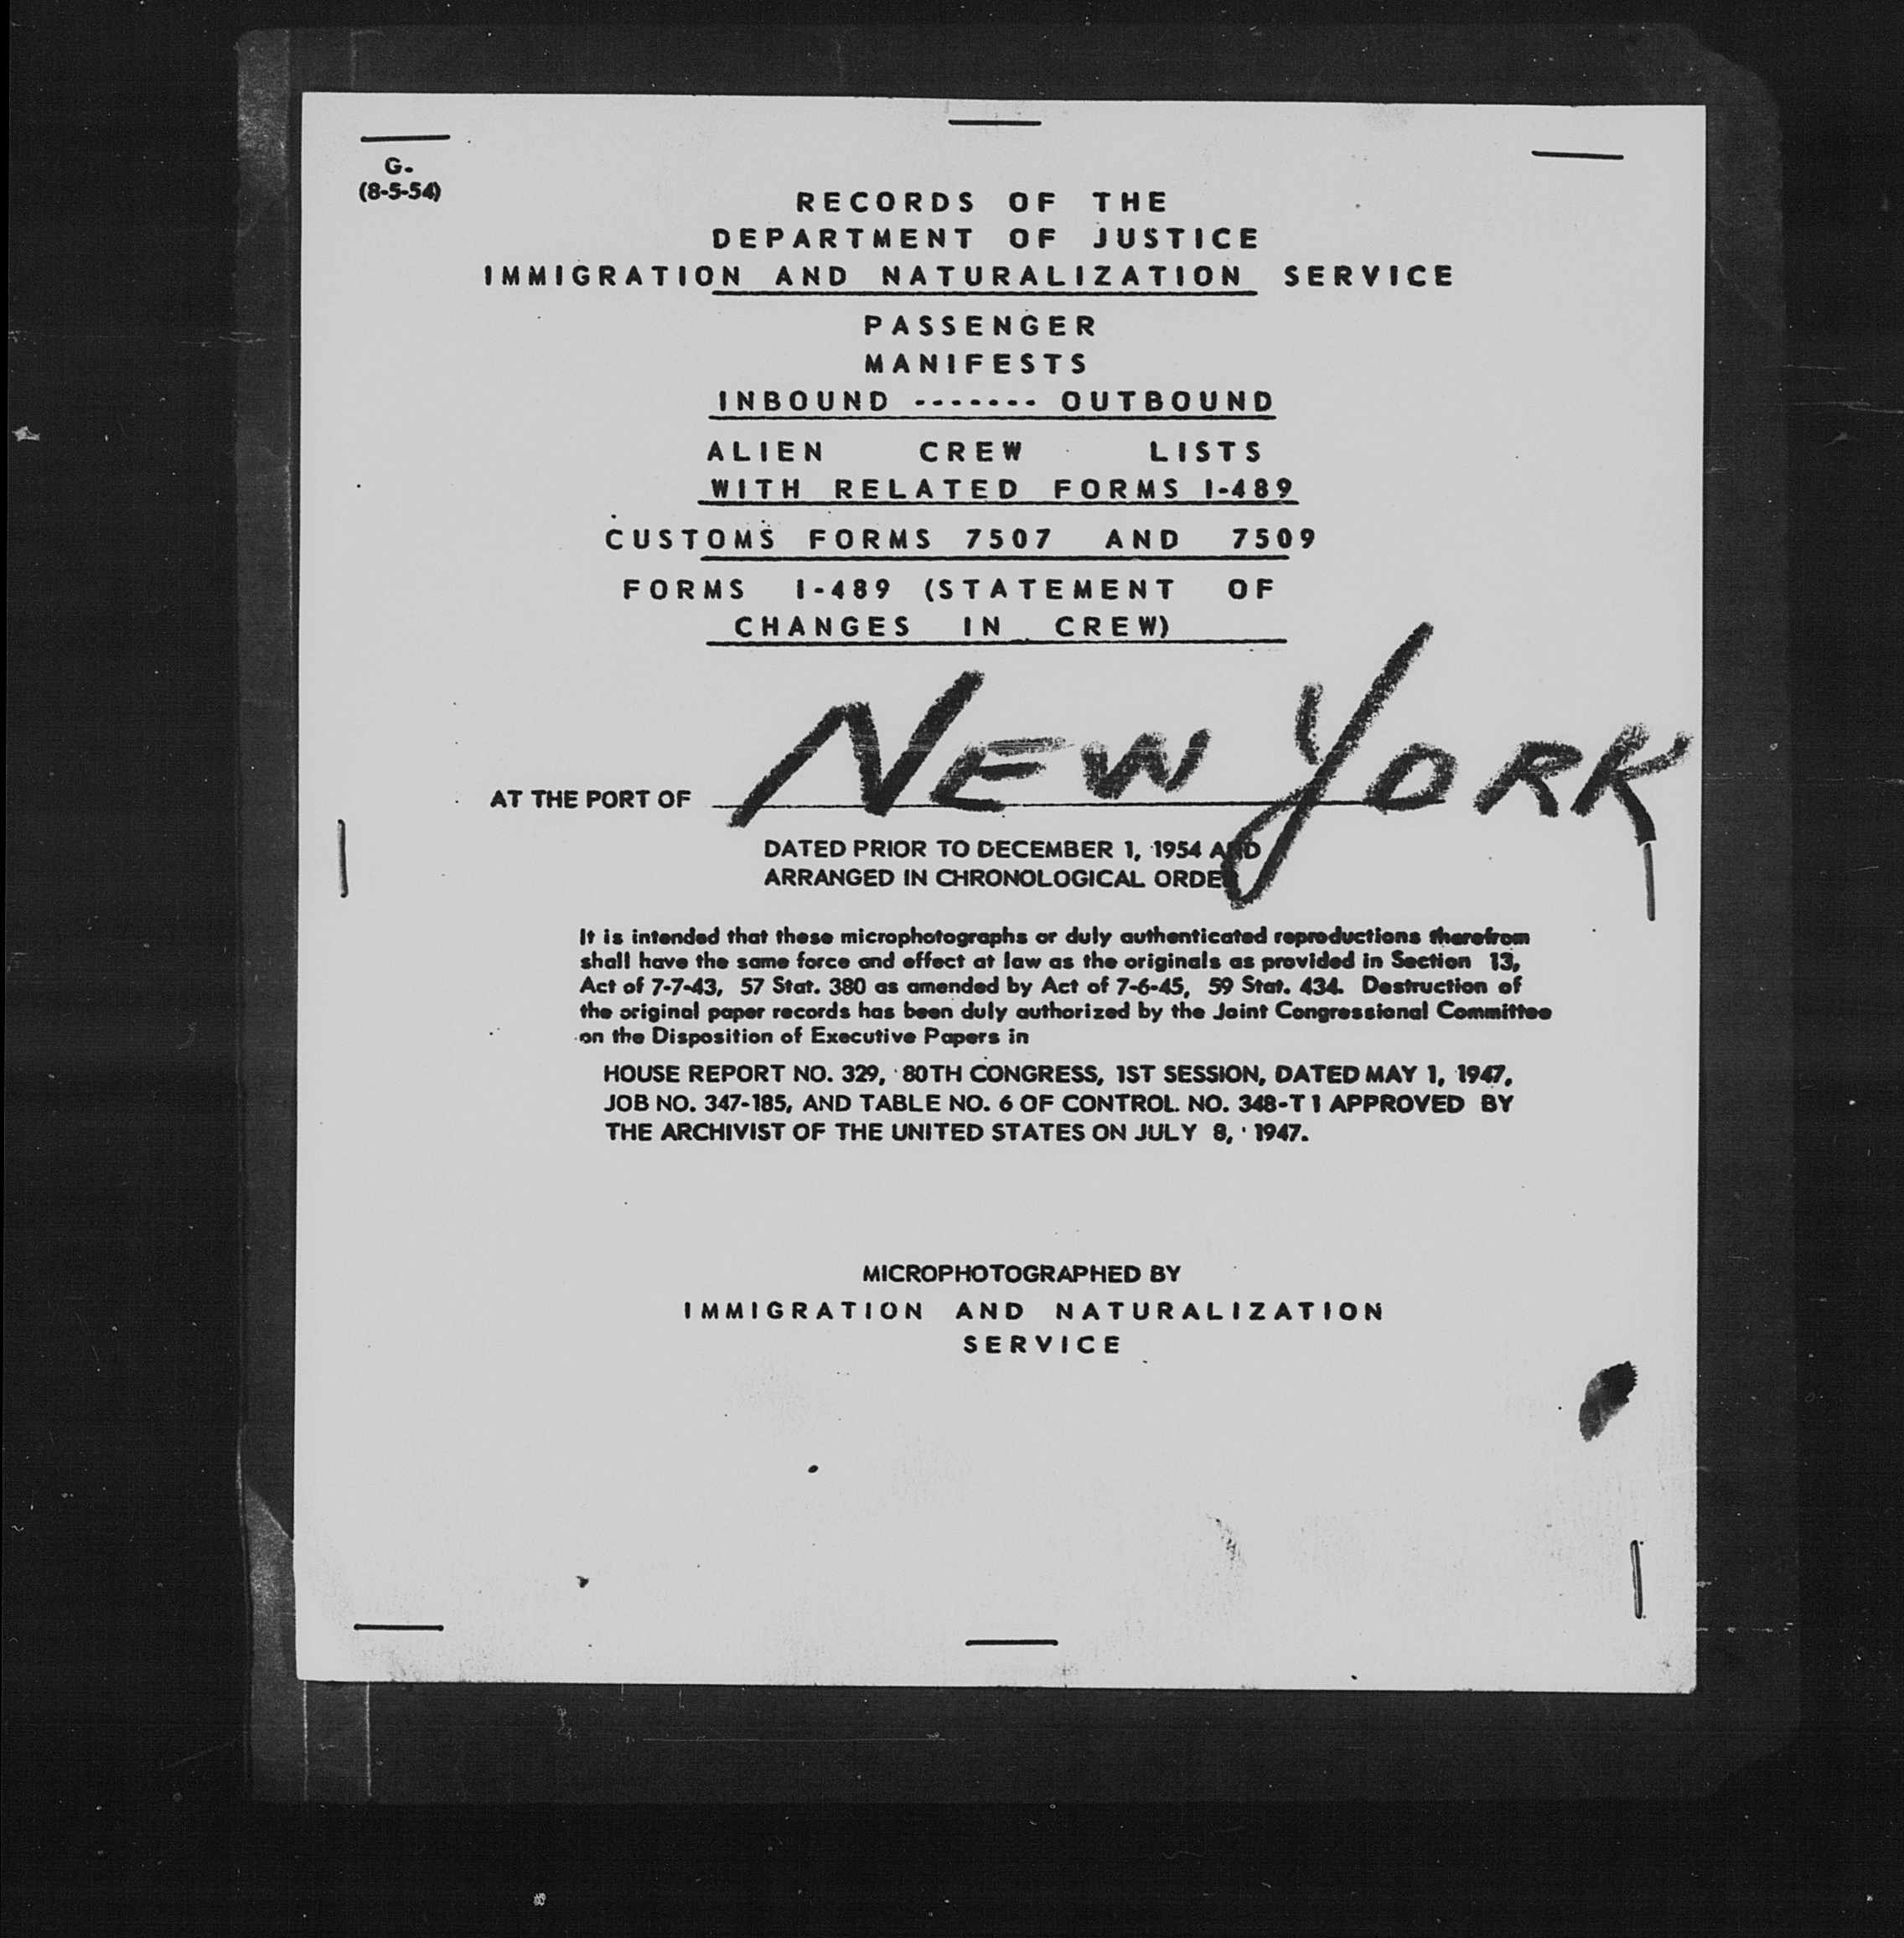 G.
(8-5-54)
RECORDS OF THE
DEPARTMENT OF JUSTICE
IMMIGRATION AND NATURALIZATION SERVICE
PASSENGER
MANIFESTS
INBOUND ------- OUTBOUND
ALIEN CREW LISTS
WITH RELATED FORMS I-489
CUSTOMS FORMS 7507 AND 7509
FORMS I-489 (STATEMENT OF
CHANGES IN CREW)
AT THE PORT OF NEW YORK
DATED PRIOR TO DECEMBER 1, 1954 AND
ARRANGED IN CHRONOLOGICAL ORDER
It is intended that these microphotographs or duly authenticated reproductions therefrom
shall have the same force and effect at law as the originals as provided in Section 13,
Act of 7-7-43, 57 Stat. 380 as amended by Act of 7-6-45, 59 Stat. 434. Destruction of
the original paper records has been duly authorized by the Joint Congressional Committee
on the Disposition of Executive Papers in
HOUSE REPORT NO. 329, 80TH CONGRESS, 1ST SESSION, DATED MAY 1, 1947,
JOB NO. 347-185, AND TABLE NO. 6 OF CONTROL NO. 348-T1 APPROVED BY
THE ARCHIVIST OF THE UNITED STATES ON JULY 8, 1947.
MICROPHOTOGRAPHED BY
IMMIGRATION AND NATURALIZATION
SERVICE